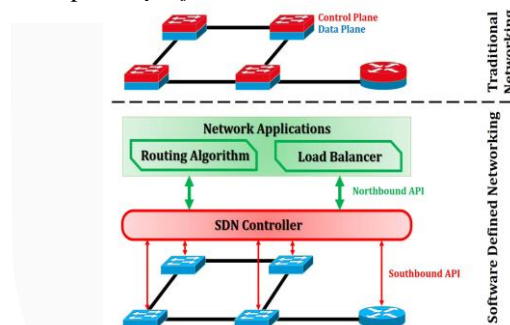 Control Plane
Data Plane
Traditional
Networking
Network Applications
Routing Algorithm
Load Balancer
Northbound API
SDN Controller
Southbound API
Software Defined Networking